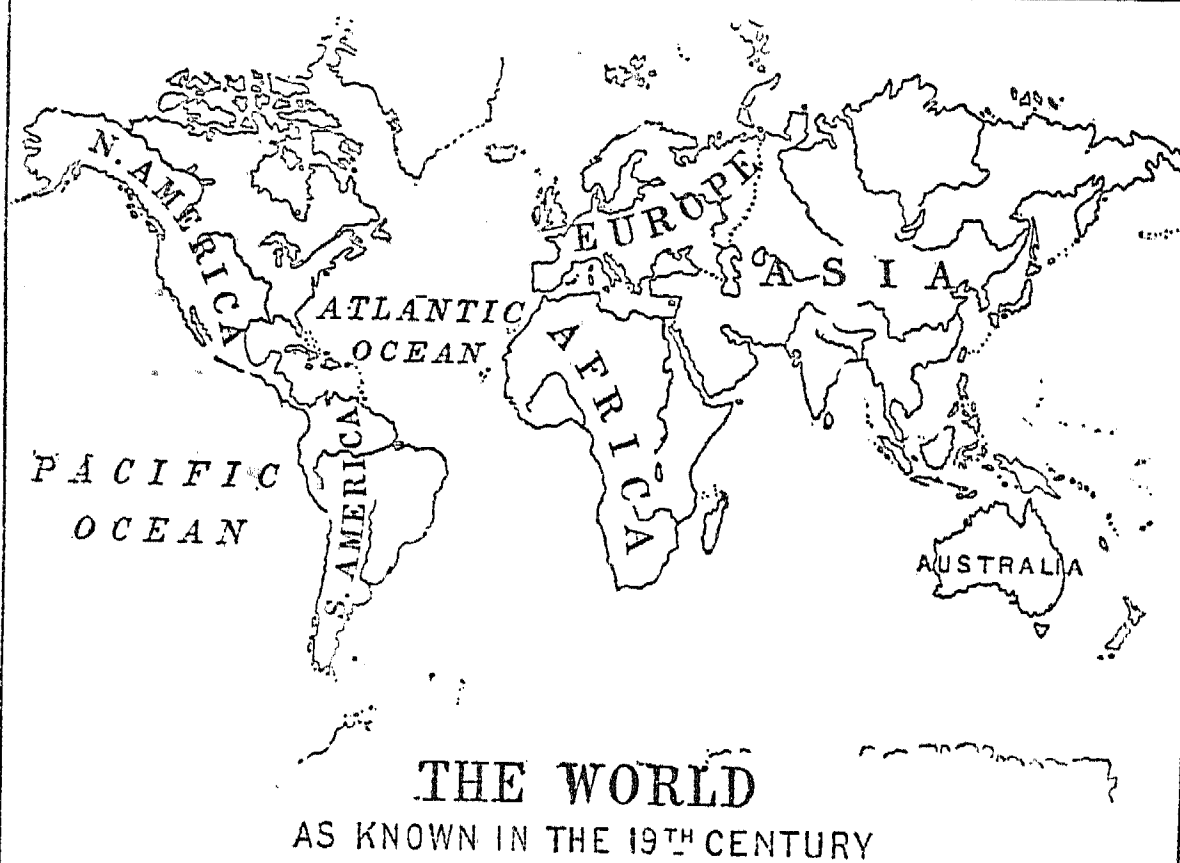 N. AMERICA
EUROPE
ASIA
ATLANTIC
OCEAN
AFRICA
PACIFIC
OCEAN
S. AMERICA
AUSTRALIA
THE WORLD
AS KNOWN IN THE 19TH CENTURY